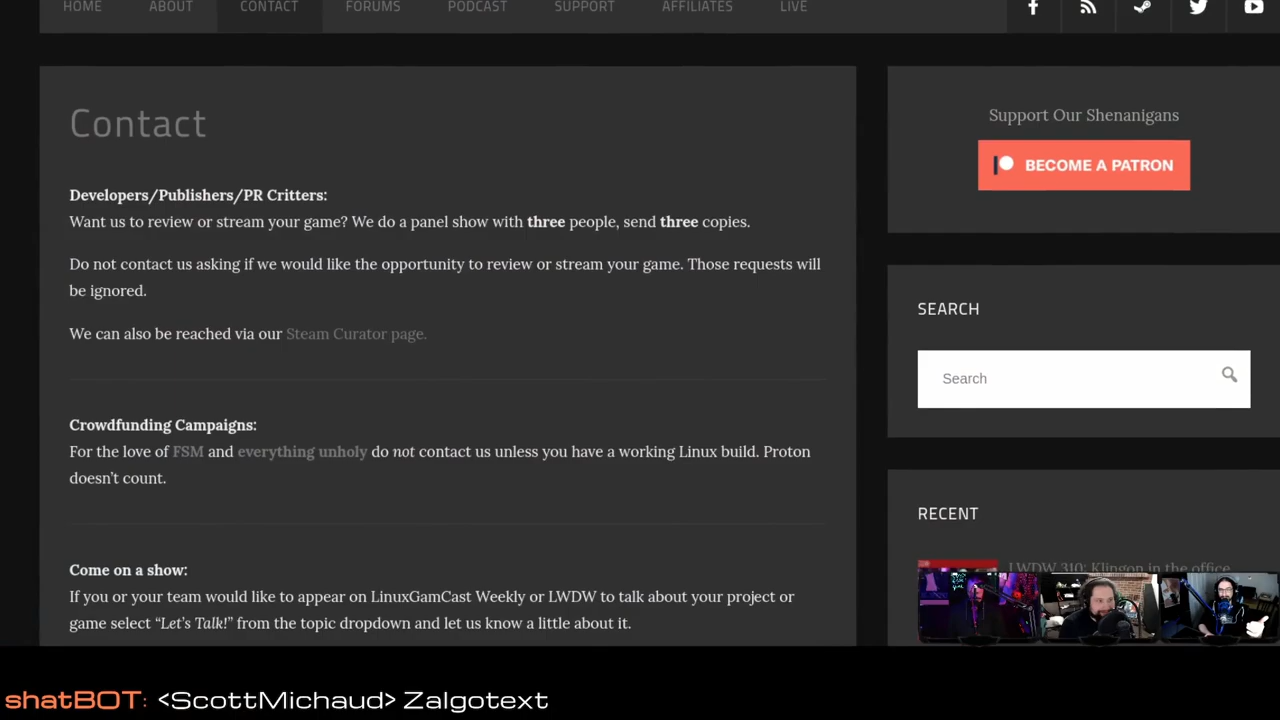 HOME ABOUT CONTACT FORUMS PODCAST SUPPORT AFFILIATES LIVE
Contact
Developers/Publishers/PR Critters:
Want us to review or stream your game? We do a panel show with three people, send three copies.
Do not contact us asking if we would like the opportunity to review or stream your game. Those requests will
be ignored.
We can also be reached via our Steam Curator page.
Crowdfunding Campaigns:
For the love of FSM and everything unholy do not contact us unless you have a working Linux build. Proton
doesn’t count.
Come on a show:
If you or your team would like to appear on LinuxGamCast Weekly or LWDW to talk about your project or
game select “Let’s Talk!” from the topic dropdown and let us know a little about it.
Support Our Shenanigans
BECOME A PATRON
SEARCH
Search
RECENT
LWDW 310: Klingon in the office
shatBOT: <ScottMichaud> Zalgotext